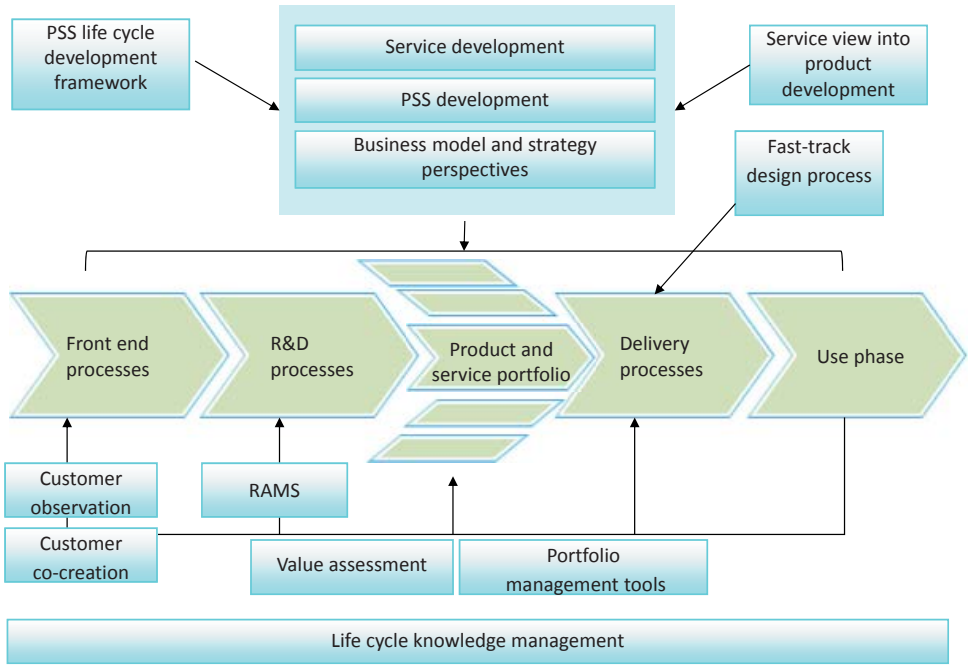 PSS life cycle
development
framework
Service development
PSS development
Business model and strategy
perspectives
Service view into
product
development
Fast-track
design process
Front end
processes
R&D
processes
Product and
service portfolio
Delivery
processes
Use phase
Customer
observation
RAMS
Customer
co-creation
Value assessment
Portfolio
management tools
Life cycle knowledge management